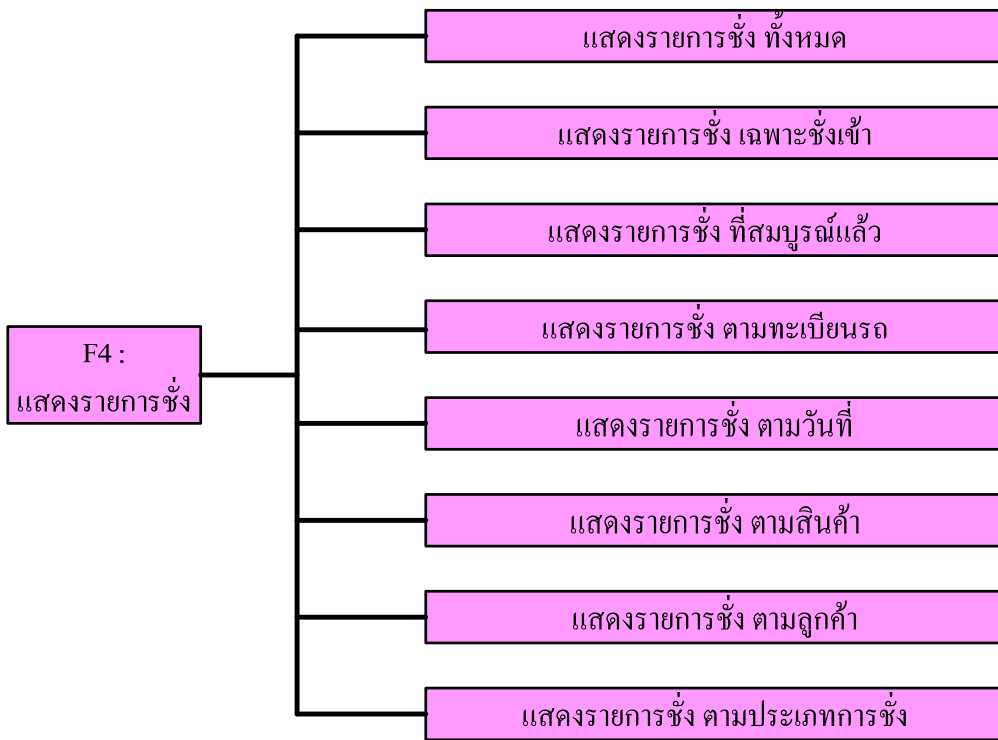 แสดงรายการชั่ง ทั้งหมด
แสดงรายการชั่ง เฉพาะชั่งเข้า
แสดงรายการชั่ง ที่สมบูรณ์แล้ว
แสดงรายการชั่ง ตามทะเบียนรถ
F4 :
แสดงรายการชั่ง
แสดงรายการชั่ง ตามวันที่
แสดงรายการชั่ง ตามสินค้า
แสดงรายการชั่ง ตามลูกค้า
แสดงรายการชั่ง ตามประเภทการชั่ง